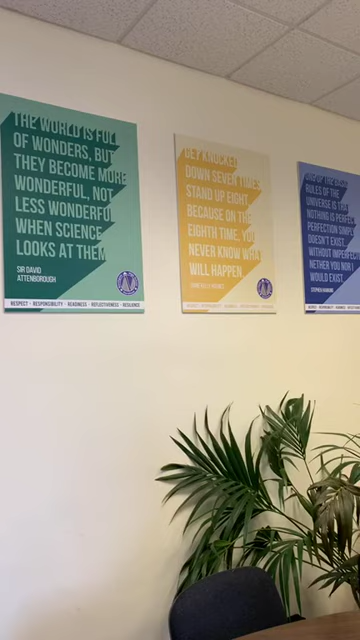 THE WORLD IS FULL
OF WONDERS, BUT
THEY BECOME MORE
WONDERFUL, NOT
LESS WONDERFUL
WHEN SCIENCE
LOOKS AT THEM
SIR DAVID
ATTENBOROUGH
RESPECT • RESPONSIBILITY • READINESS • REFLECTIVENESS • RESILIENCE
GET KNOCKED
DOWN SEVEN TIMES
STAND UP EIGHT
BECAUSE ON THE
EIGHTH TIME, YOU
NEVER KNOW WHAT
WILL HAPPEN.
RULES OF THE
UNIVERSE IS THAT
NOTHING IS PERFECT
PERFECTION SIMPLY
DOESN'T EXIST.
WITHOUT IMPERFECTION
NEITHER YOU NOR I
WOULD EXIST.
STEPHEN HAWKING